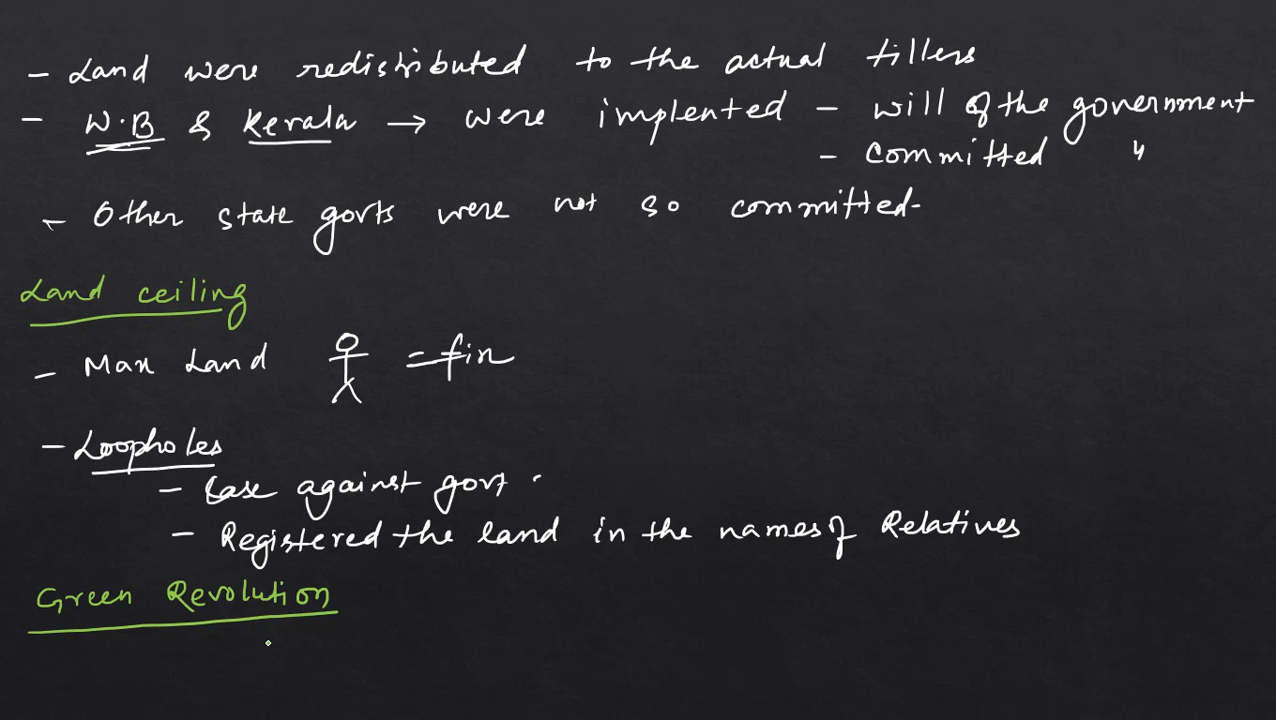 - Land were redistributed to the actual tillers
- W.B & Kerala → were implented - will of the government
- committed "
- Other state govts were not so committed.
Land ceiling
- Max Land = fix
- Loopholes
- Case against govt.
- Registered the land in the names of Relatives
Green Revolution